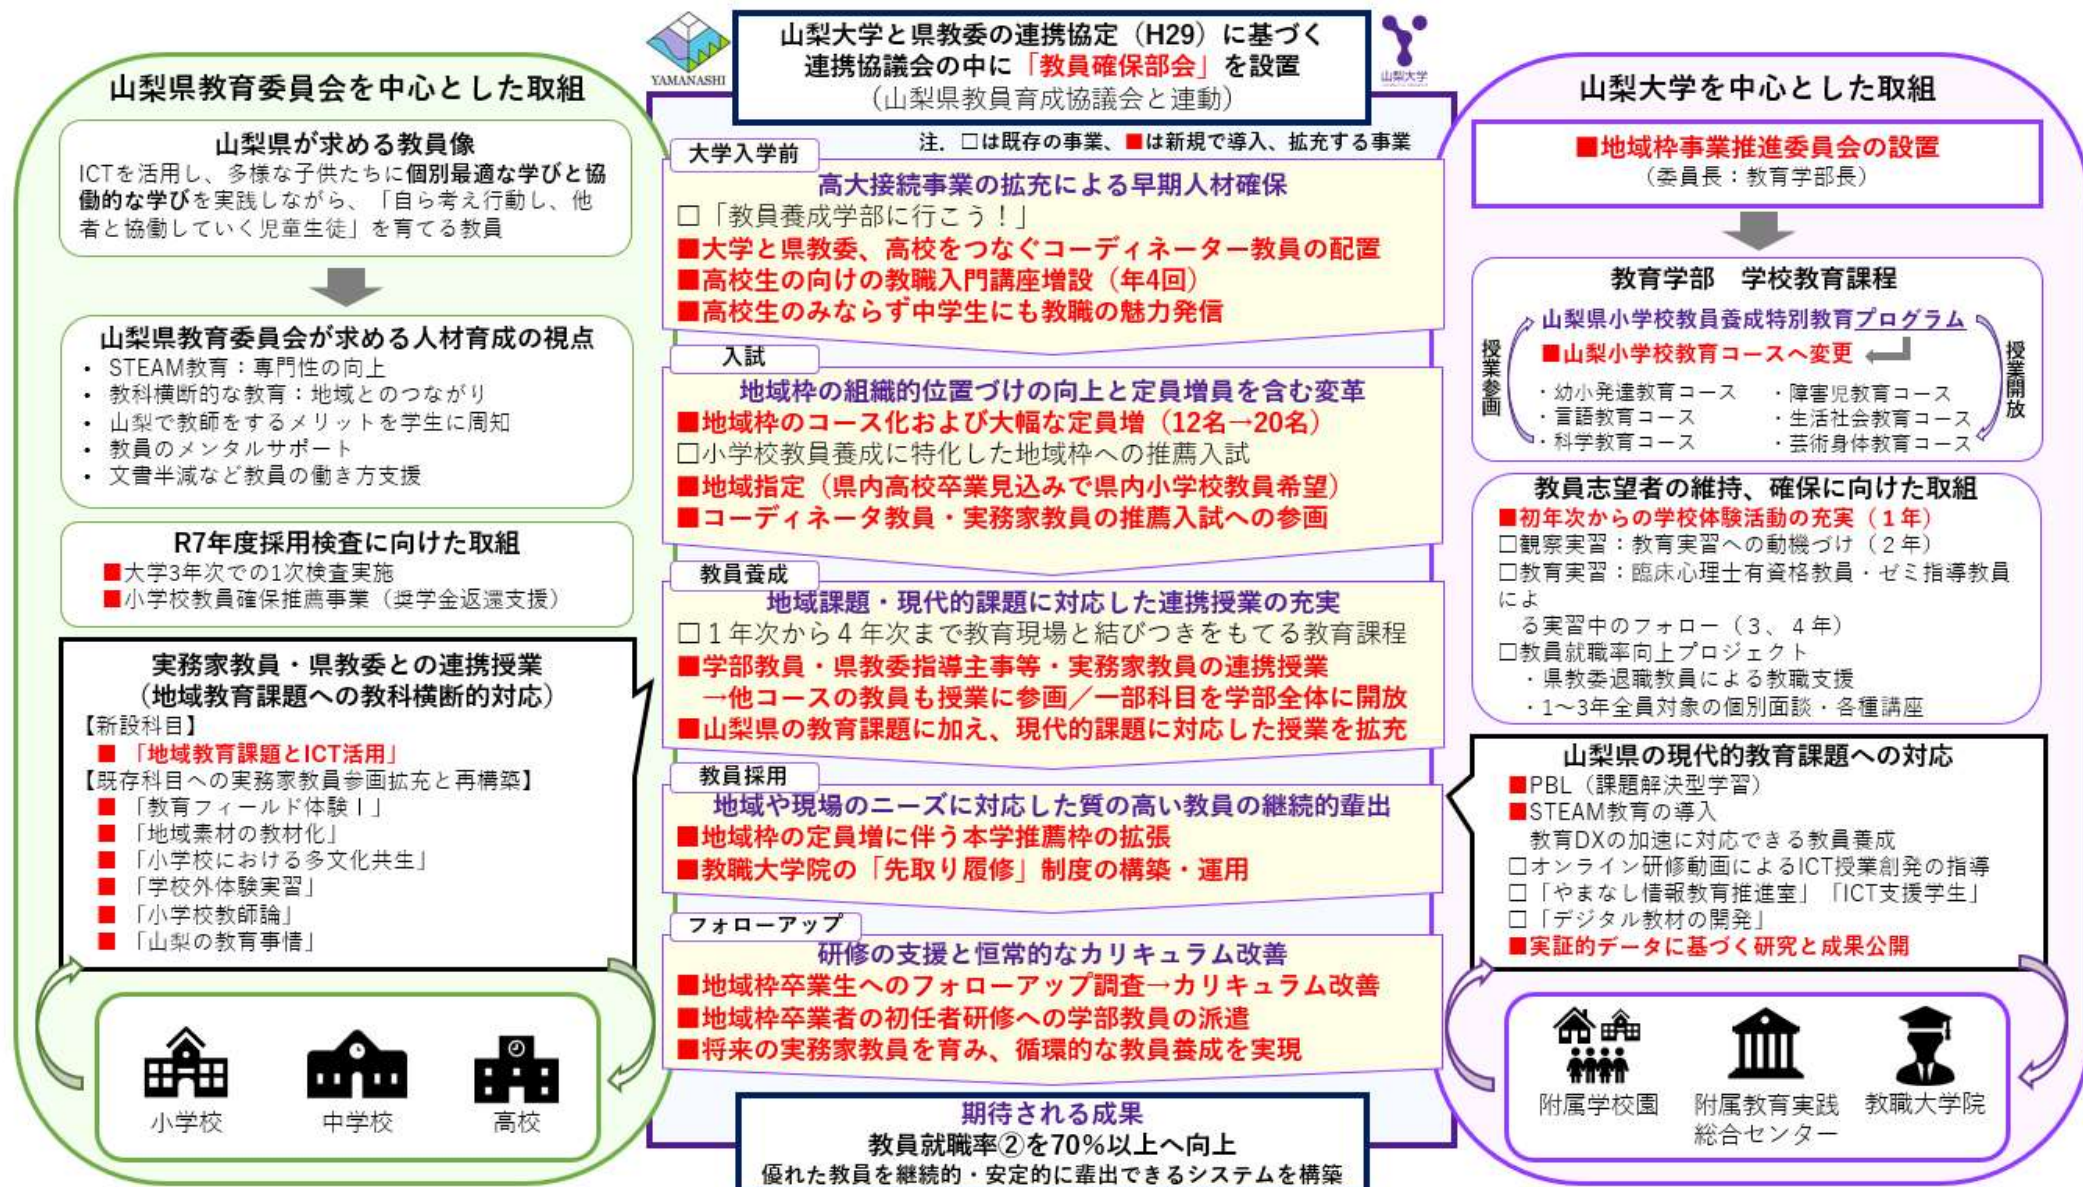 山梨県教育委員会を中心とした取組
山梨県が求める教員像
ICTを活用し、多様な子供たちに個別最適な学びと協
働的な学びを実践しながら、「自ら考え行動し、他
者と協働していく児童生徒」を育てる教員
山梨県教育委員会が求める人材育成の視点
• STEAM教育：専門性の向上
• 教科横断的な教育：地域とのつながり
• 山梨で教師をするメリットを学生に周知
• 教員のメンタルサポート
• 文書半減など教員の働き方支援
R7年度採用検査に向けた取組
■大学3年次での1次検査実施
■小学校教員確保推薦事業（奨学金返還支援）
実務家教員・県教委との連携授業
（地域教育課題への教科横断的対応）
【新設科目】
■「地域教育課題とICT活用」
【既存科目への実務家教員参画拡充と再構築】
■「教育フィールド体験Ⅰ」
■「地域素材の教材化」
■「小学校における多文化共生」
■「学校外体験実習」
■「小学校教師論」
■「山梨の教育事情」
小学校
中学校
高校
YAMANASHI
山梨大学と県教委の連携協定（H29）に基づく
連携協議会の中に「教員確保部会」を設置
（山梨県教員育成協議会と連動）
山梨大学
注．□は既存の事業、■は新規で導入、拡充する事業
大学入学前
高大接続事業の拡充による早期人材確保
□「教員養成学部に行こう！」
■大学と県教委、高校をつなぐコーディネーター教員の配置
■高校生の向けの教職入門講座増設（年4回）
■高校生のみならず中学生にも教職の魅力発信
入試
地域枠の組織的位置づけの向上と定員増員を含む変革
■地域枠のコース化および大幅な定員増（12名→20名）
□小学校教員養成に特化した地域枠への推薦入試
■地域指定（県内高校卒業見込みで県内小学校教員希望）
■コーディネータ教員・実務家教員の推薦入試への参画
教員養成
地域課題・現代的課題に対応した連携授業の充実
□１年次から４年次まで教育現場と結びつきをもてる教育課程
■学部教員・県教委指導主事等・実務家教員の連携授業
→他コースの教員も授業に参画／一部科目を学部全体に開放
■山梨県の教育課題に加え、現代的課題に対応した授業を拡充
教員採用
地域や現場のニーズに対応した質の高い教員の継続的輩出
■地域枠の定員増に伴う本学推薦枠の拡張
■教職大学院の「先取り履修」制度の構築・運用
フォローアップ
研修の支援と恒常的なカリキュラム改善
■地域枠卒業生へのフォローアップ調査→カリキュラム改善
■地域枠卒業者の初任者研修への学部教員の派遣
■将来の実務家教員を育み、循環的な教員養成を実現
期待される成果
教員就職率②を70％以上へ向上
優れた教員を継続的・安定的に輩出できるシステムを構築
山梨大学を中心とした取組
■地域枠事業推進委員会の設置
（委員長：教育学部長）
教育学部　学校教育課程
山梨県小学校教員養成特別教育プログラム
■山梨小学校教育コースへ変更
授業参画
授業開放
・幼小発達教育コース　・障害児教育コース
・言語教育コース　・生活社会教育コース
・科学教育コース　・芸術身体教育コース
教員志望者の維持、確保に向けた取組
■初年次からの学校体験活動の充実（１年）
□観察実習：教育実習への動機づけ（２年）
□教育実習：臨床心理士有資格教員・ゼミ指導教員
によ
る実習中のフォロー（３、４年）
□教員就職率向上プロジェクト
・県教委退職教員による教職支援
・1～3年全員対象の個別面談・各種講座
山梨県の現代的教育課題への対応
■PBL（課題解決型学習）
■STEAM教育の導入
教育DXの加速に対応できる教員養成
□オンライン研修動画によるICT授業創発の指導
□「やまなし情報教育推進室」「ICT支援学生」
□「デジタル教材の開発」
■実証的データに基づく研究と成果公開
附属学校園
附属教育実践
総合センター
教職大学院